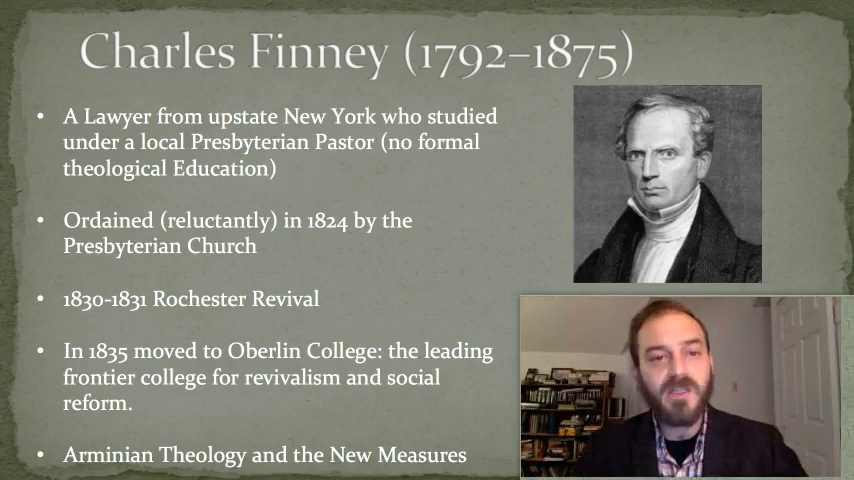 Charles Finney (1792–1875)
• A Lawyer from upstate New York who studied
under a local Presbyterian Pastor (no formal
theological Education)
• Ordained (reluctantly) in 1824 by the
Presbyterian Church
• 1830-1831 Rochester Revival
• In 1835 moved to Oberlin College: the leading
frontier college for revivalism and social
reform.
• Arminian Theology and the New Measures